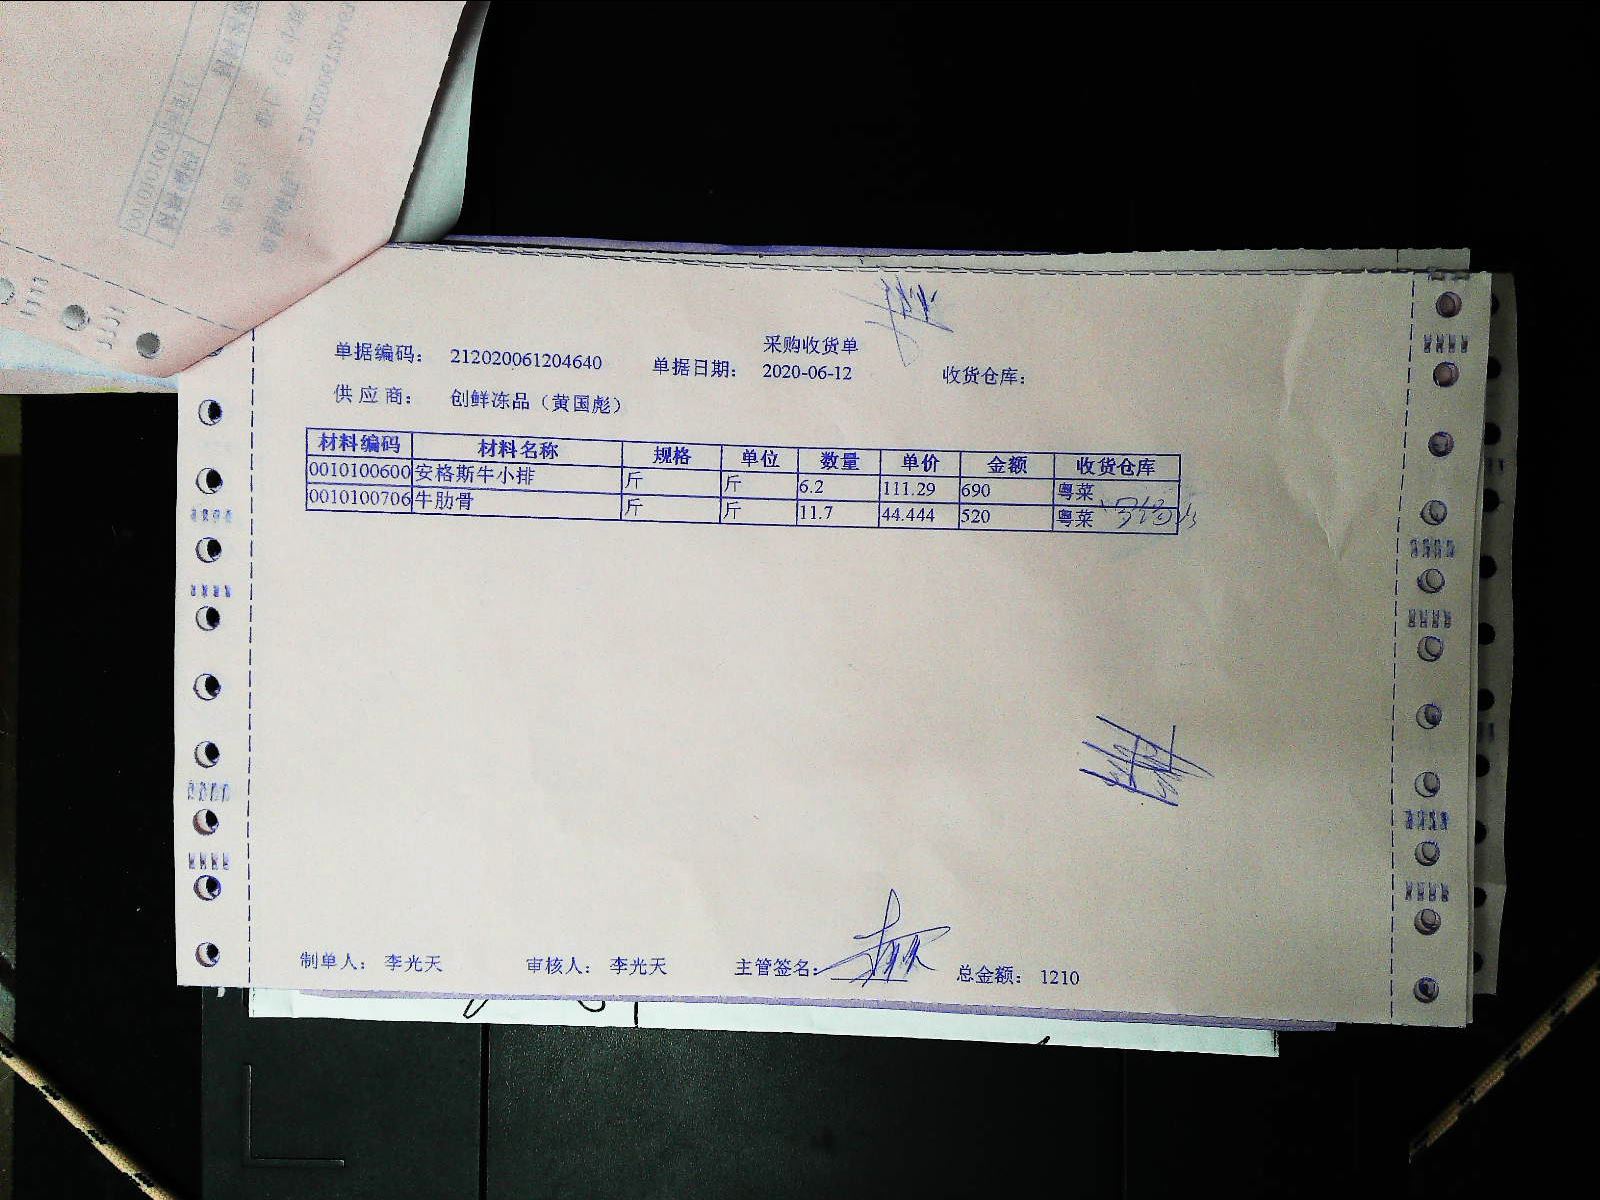 采购收货单
单据编码： 212020061204640 单据日期： 2020-06-12 收货仓库：
供 应 商： 创鲜冻品（黄国彪）
材料编码 材料名称 规格 单位 数量 单价 金额 收货仓库
0010100600 安格斯牛小排 斤 斤 6.2 111.29 690 粤菜
0010100706 牛肋骨 斤 斤 11.7 44.444 520 粤菜
制单人： 李光天 审核人： 李光天 主管签名： 总金额： 1210